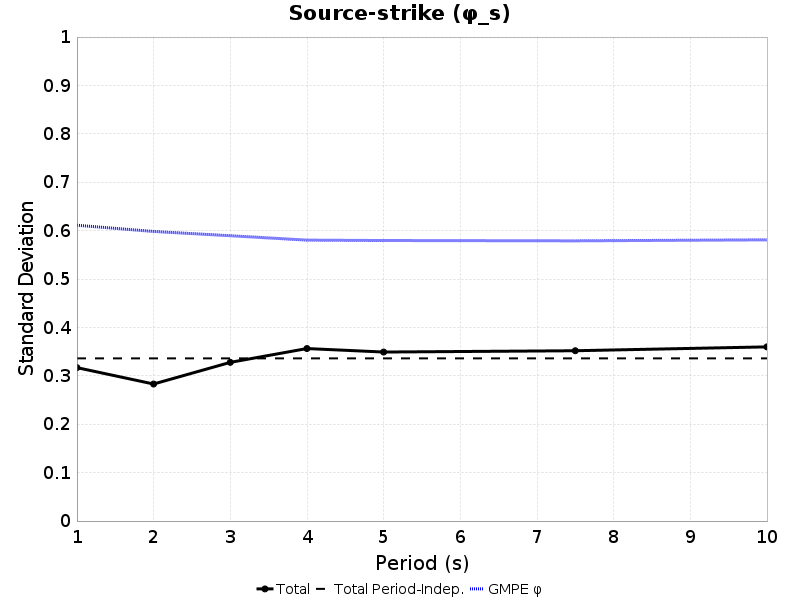 Source-strike (φ_s)
1
0.9
0.8
0.7
0.6
0.5
0.4
0.3
0.2
0.1
0
Standard Deviation
1 2 3 4 5 6 7 8 9 10
Period (s)
Total Total Period-Indep. GMPE φ